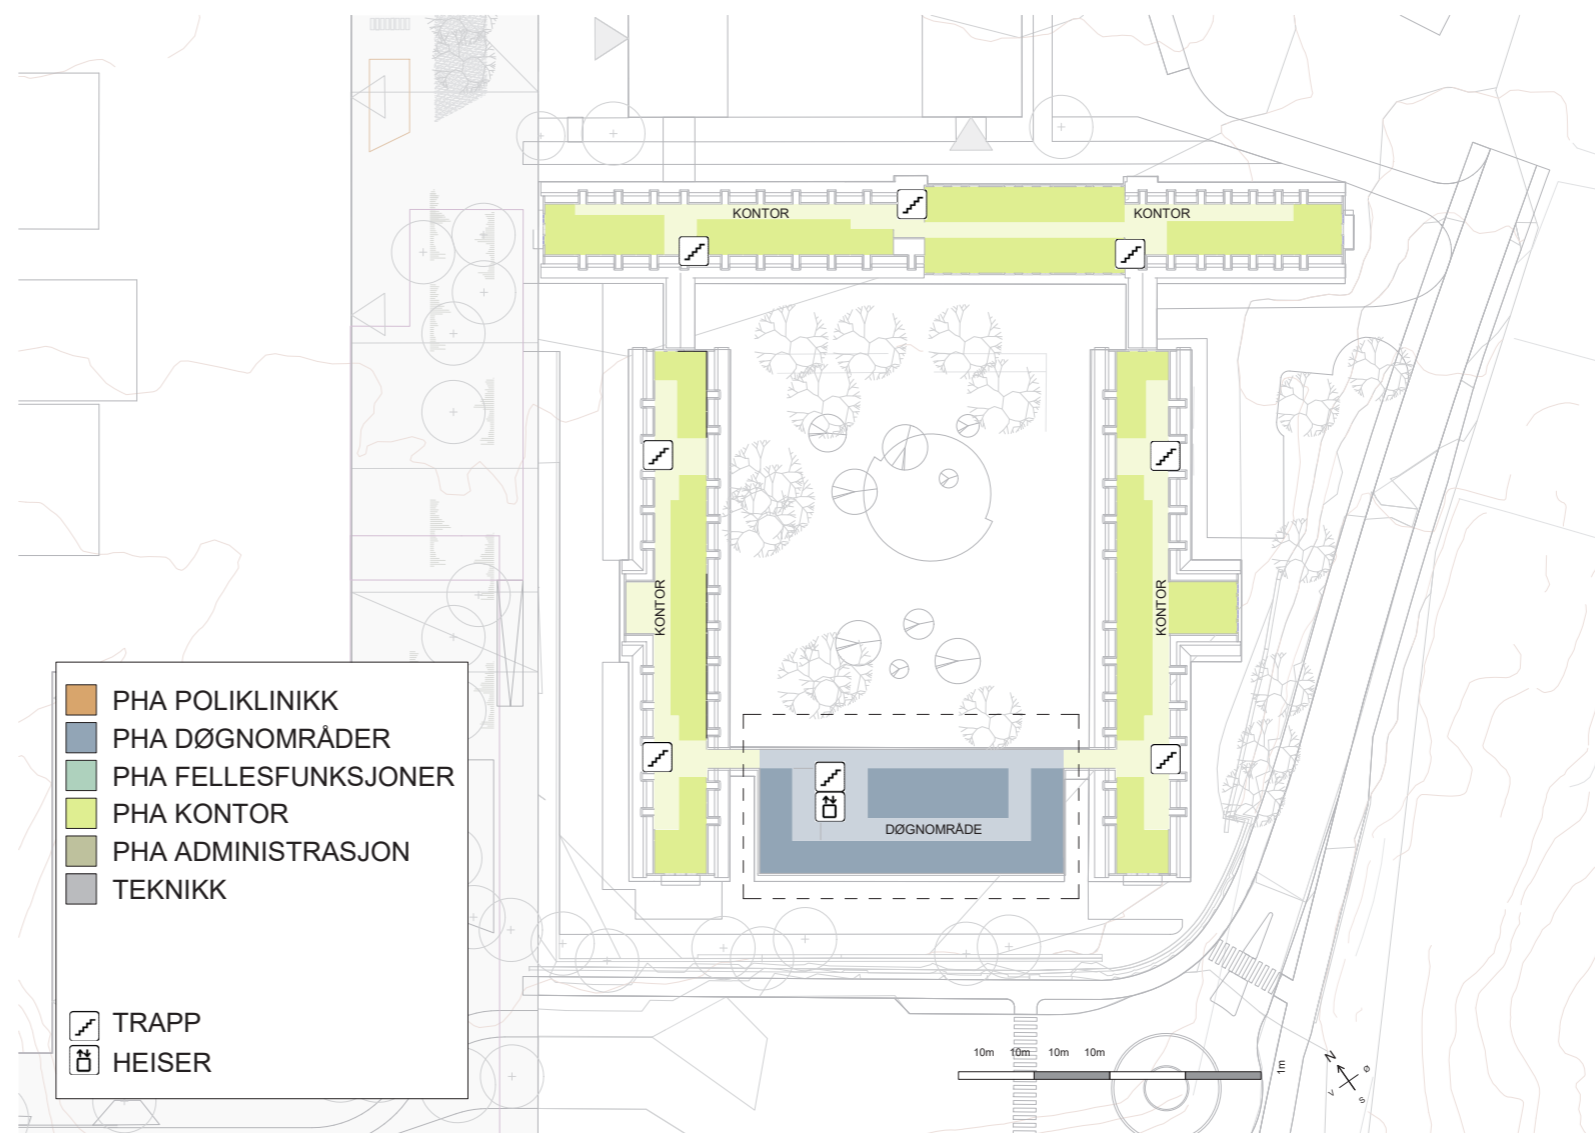 KONTOR
KONTOR
KONTOR
KONTOR
DØGNOMRÅDE
PHA POLIKLINIKK
PHA DØGNOMRÅDER
PHA FELLESFUNKSJONER
PHA KONTOR
PHA ADMINISTRASJON
TEKNIKK
TRAPP
HEISER
10m 10m 10m 10m
1m
N
Ø
V
S